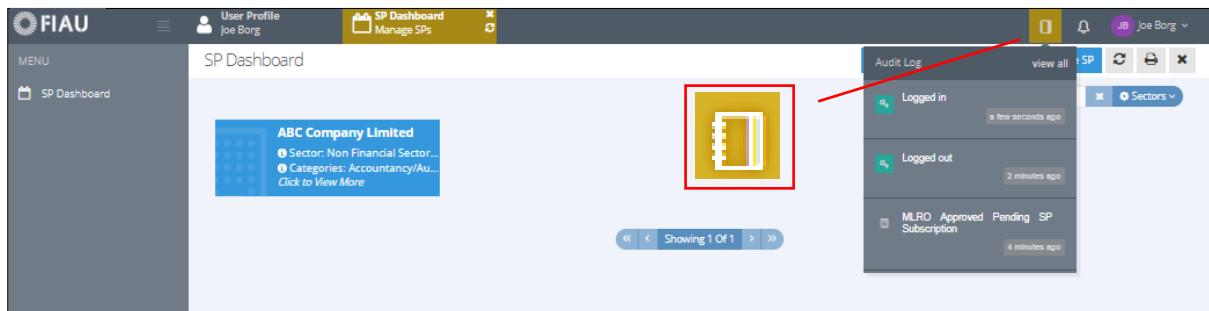 FIAU
User Profile
Joe Borg
SP Dashboard
Manage SPs
JB Joe Borg
MENU
SP Dashboard
SP Dashboard
SP
Sectors
ABC Company Limited
Sector: Non Financial Sector...
Categories: Accountancy/Au...
Click to View More
« < Showing 1 Of 1 > »
Audit Log view all
Logged in
a few seconds ago
Logged out
2 minutes ago
MLRO Approved Pending SP
Subscription
4 minutes ago